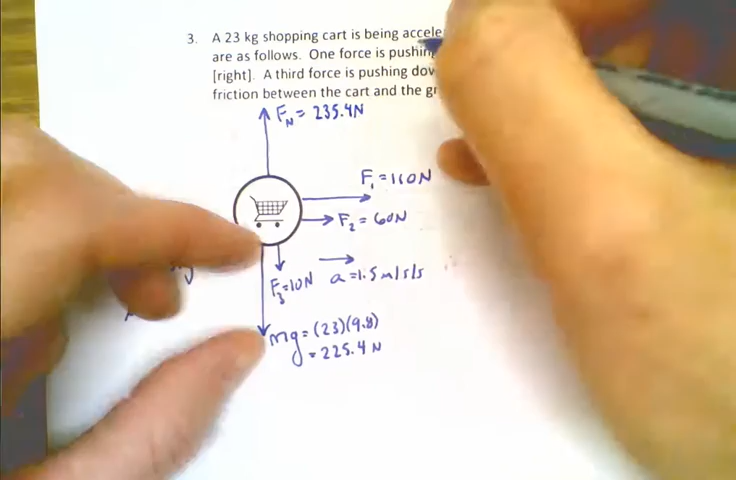 3. A 23 kg shopping cart is being accele
are as follows. One force is pushin
[right]. A third force is pushing dow
friction between the cart and the g
F_N = 235.4N
F_1 = 110N
F_2 = 60N
F_3 = 10N
a = 1.5 m/s/s
mg = (23)(9.8)
= 225.4 N